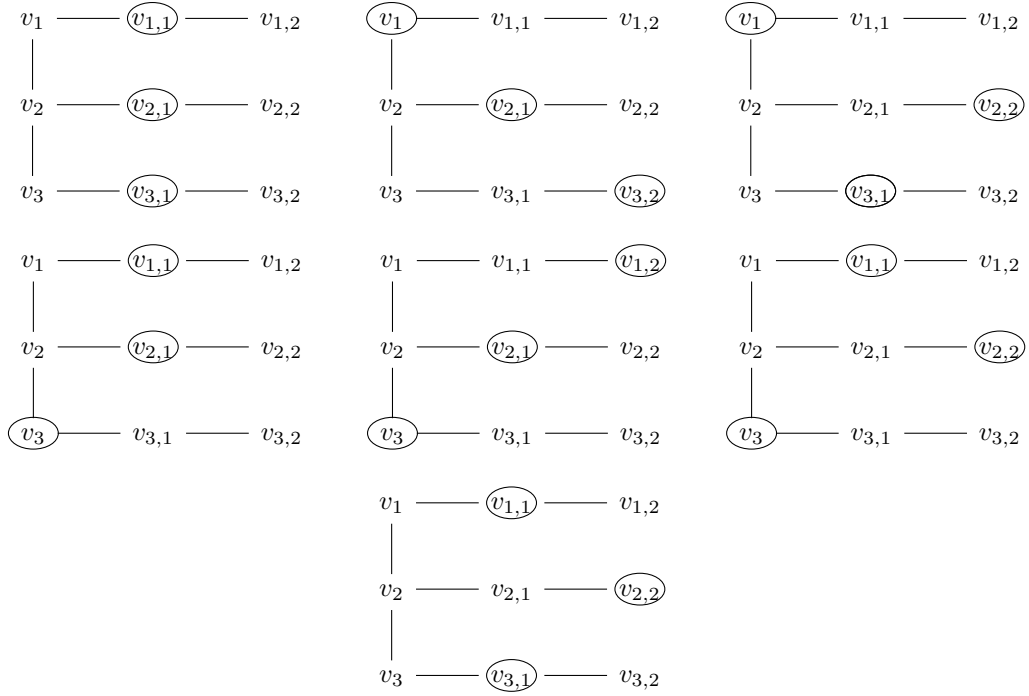 v₁ v₁,₁ v₁,₂ v₁ v₁,₁ v₁,₂ v₁ v₁,₁ v₁,₂
v₂ v₂,₁ v₂,₂ v₂ v₂,₁ v₂,₂ v₂ v₂,₁ v₂,₂
v₃ v₃,₁ v₃,₂ v₃ v₃,₁ v₃,₂ v₃ v₃,₁ v₃,₂
v₁ v₁,₁ v₁,₂ v₁ v₁,₁ v₁,₂ v₁ v₁,₁ v₁,₂
v₂ v₂,₁ v₂,₂ v₂ v₂,₁ v₂,₂ v₂ v₂,₁ v₂,₂
v₃ v₃,₁ v₃,₂ v₃ v₃,₁ v₃,₂ v₃ v₃,₁ v₃,₂
v₁ v₁,₁ v₁,₂
v₂ v₂,₁ v₂,₂
v₃ v₃,₁ v₃,₂